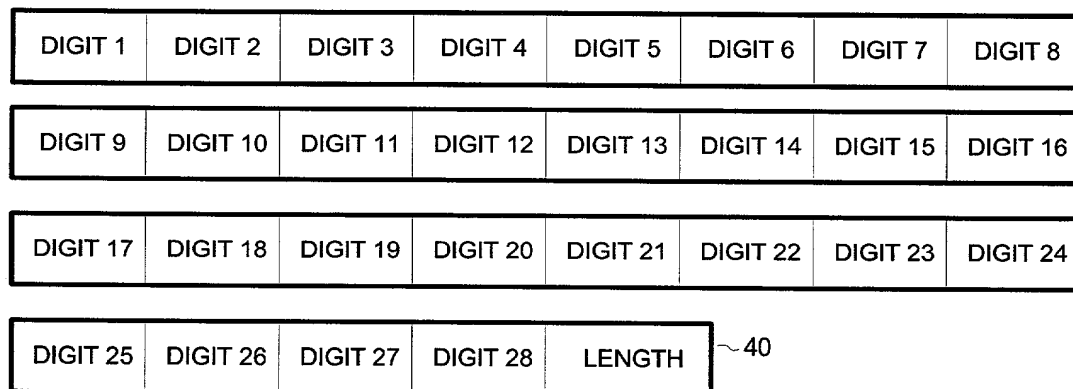 DIGIT 1 DIGIT 2 DIGIT 3 DIGIT 4 DIGIT 5 DIGIT 6 DIGIT 7 DIGIT 8
DIGIT 9 DIGIT 10 DIGIT 11 DIGIT 12 DIGIT 13 DIGIT 14 DIGIT 15 DIGIT 16
DIGIT 17 DIGIT 18 DIGIT 19 DIGIT 20 DIGIT 21 DIGIT 22 DIGIT 23 DIGIT 24
DIGIT 25 DIGIT 26 DIGIT 27 DIGIT 28 LENGTH ~40